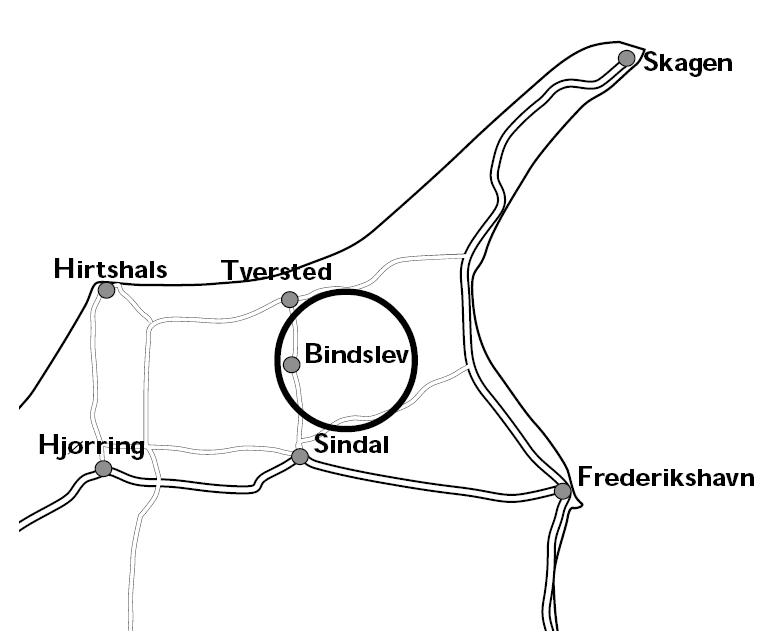 Skagen
Hirtshals
Tversted
Bindslev
Hjørring
Sindal
Frederikshavn